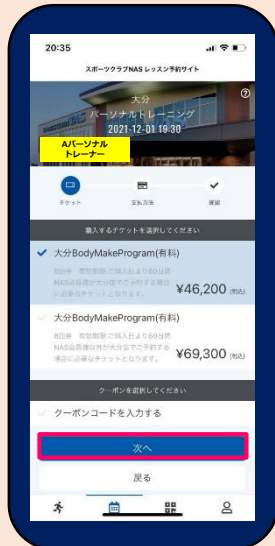 20:35
スポーツクラブNAS レッスン予約サイト
大分
パーソナルトレーニング
2021-12-01 19:30
Aパーソナル
トレーナー
チケット
支払方法
確認
購入するチケットを選択してください
大分BodyMakeProgram(有料)
8回券 有効期限:ご購入日より60日間
NAS会員様が大分店でご予約する場合
に必要なチケットとなります。
¥46,200 (税込)
大分BodyMakeProgram(有料)
8回券 有効期限:ご購入日より60日間
NAS会員様以外が大分店でご予約する
場合に必要なチケットとなります。
¥69,300 (税込)
クーポンを選択してください
クーポンコードを入力する
次へ
戻る